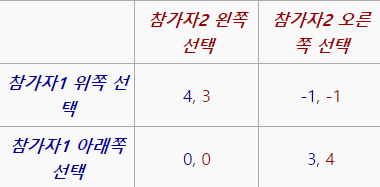 참가자2 왼쪽 참가자2 오른
선택 쪽 선택
참가자1 위쪽 선
택 4, 3 -1, -1
참가자1 아래쪽
선택 0, 0 3, 4